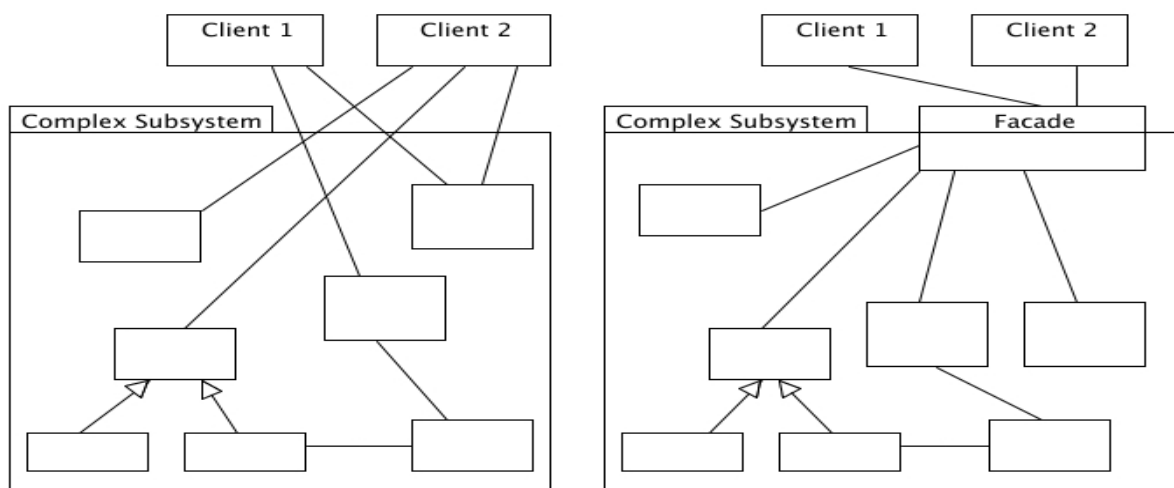 Client 1
Client 2
Complex Subsystem
Client 1
Client 2
Complex Subsystem
Facade